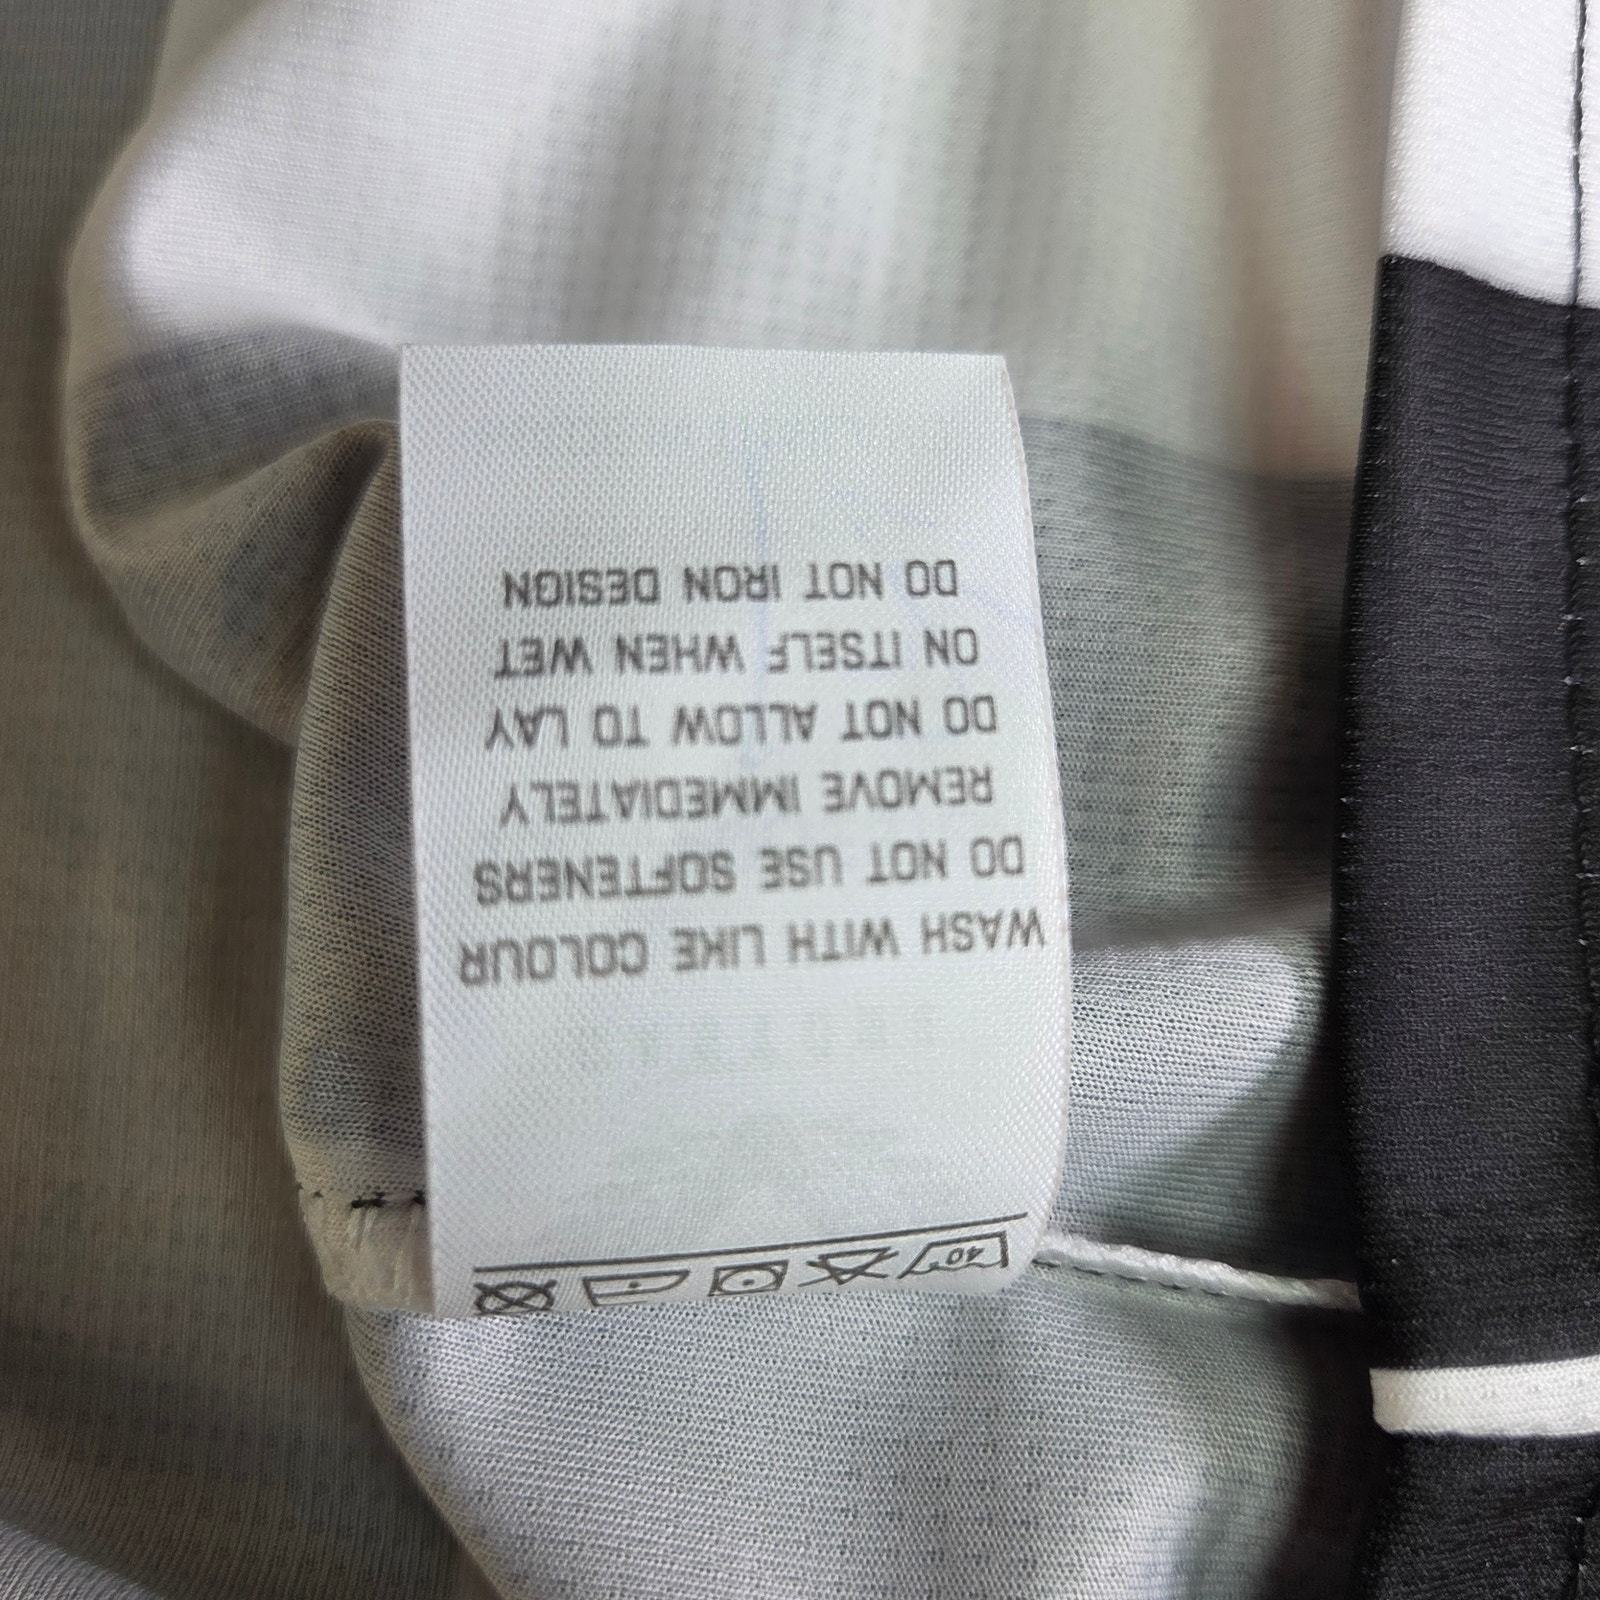 40
WASH WITH LIKE COLOUR
DO NOT USE SOFTENERS
REMOVE IMMEDIATELY
DO NOT ALLOW TO LAY
ON ITSELF WHEN WET
DO NOT IRON DESIGN